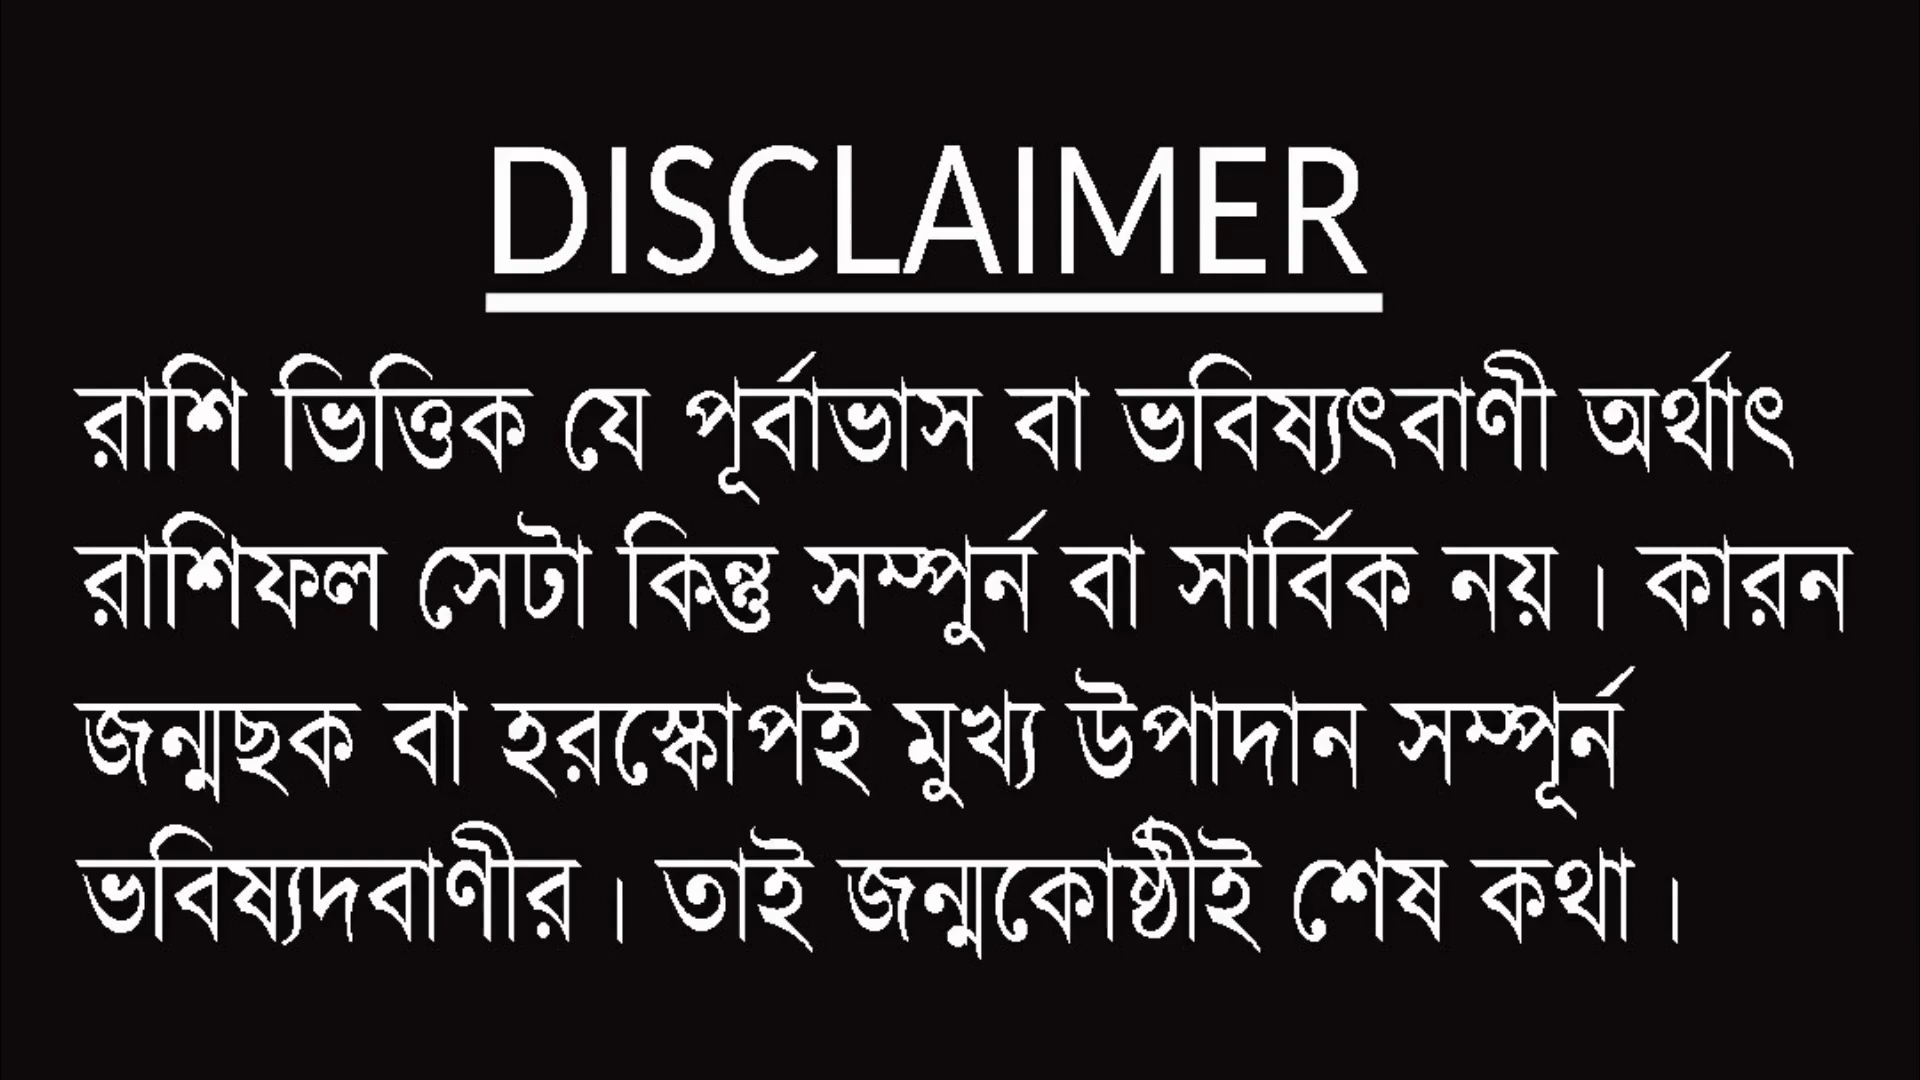 DISCLAIMER
রাশি ভিত্তিক যে পূর্বাভাস বা ভবিষ্যৎবাণী অর্থাৎ
রাশিফল সেটা কিন্তু সম্পুর্ন বা সার্বিক নয়। কারন
জন্মছক বা হরস্কোপই মুখ্য উপাদান সম্পূর্ন
ভবিষ্যদবাণীর। তাই জন্মকোষ্ঠীই শেষ কথা।